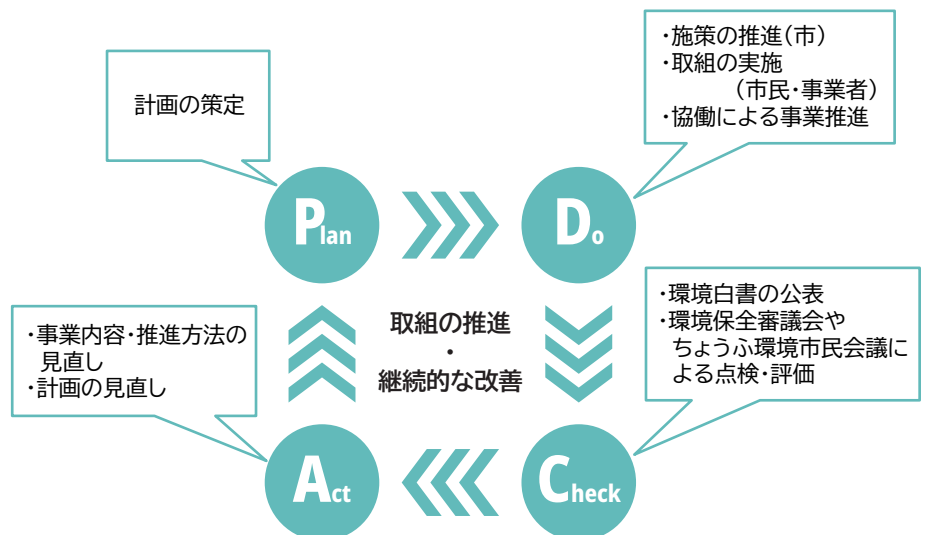 計画の策定
・施策の推進(市)
・取組の実施
(市民・事業者)
・協働による事業推進
Plan
Do
・環境白書の公表
・環境保全審議会や
ちょうふ環境市民会議に
よる点検・評価
取組の推進
・
継続的な改善
・事業内容・推進方法の
見直し
・計画の見直し
Act
Check